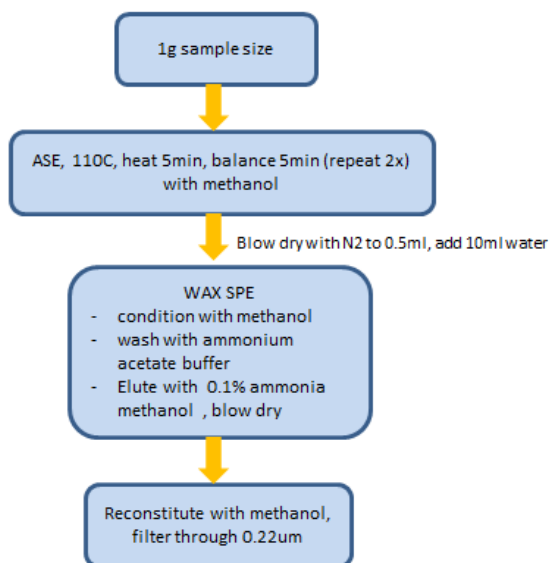 1g sample size
ASE, 110C, heat 5min, balance 5min (repeat 2x)
with methanol
Blow dry with N2 to 0.5ml, add 10ml water
WAX SPE
- condition with methanol
- wash with ammonium
acetate buffer
- Elute with 0.1% ammonia
methanol , blow dry
Reconstitute with methanol,
filter through 0.22um